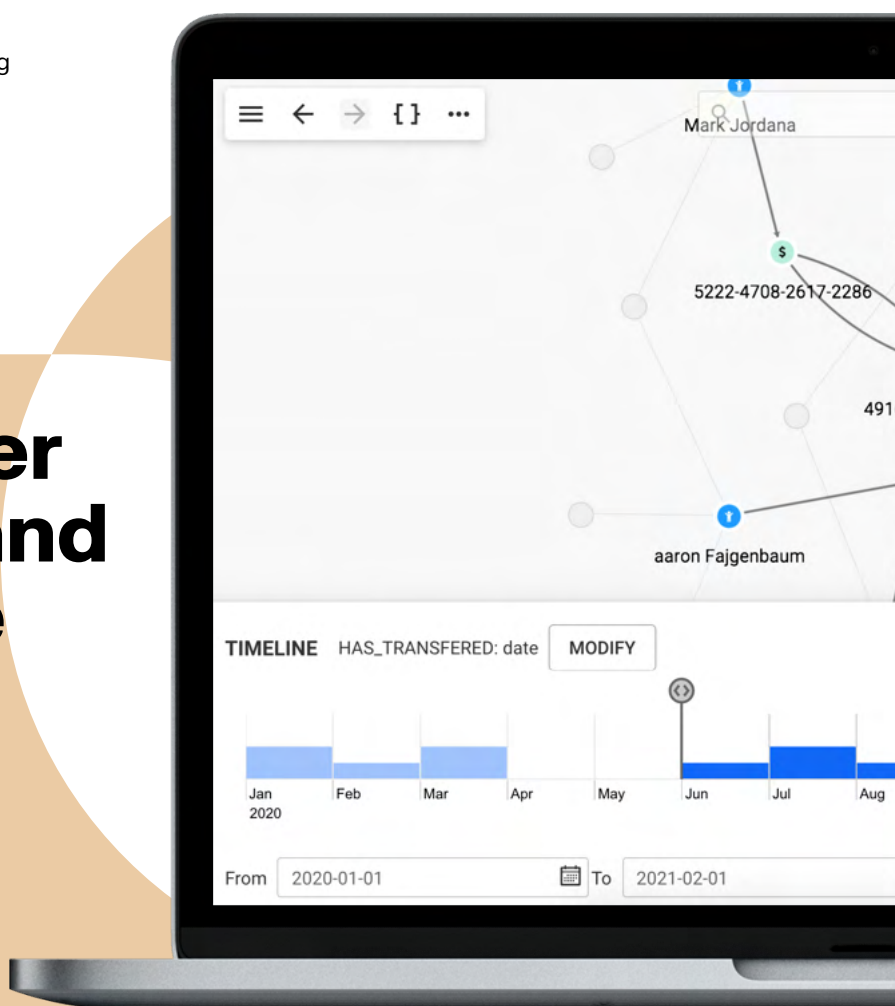 g
er
and
e
Mark Jordana
5222-4708-2617-2286
491
aaron Fajgenbaum
TIMELINE HAS_TRANSFERED: date MODIFY
Jan Feb Mar Apr May Jun Jul Aug
2020
From 2020-01-01 To 2021-02-01